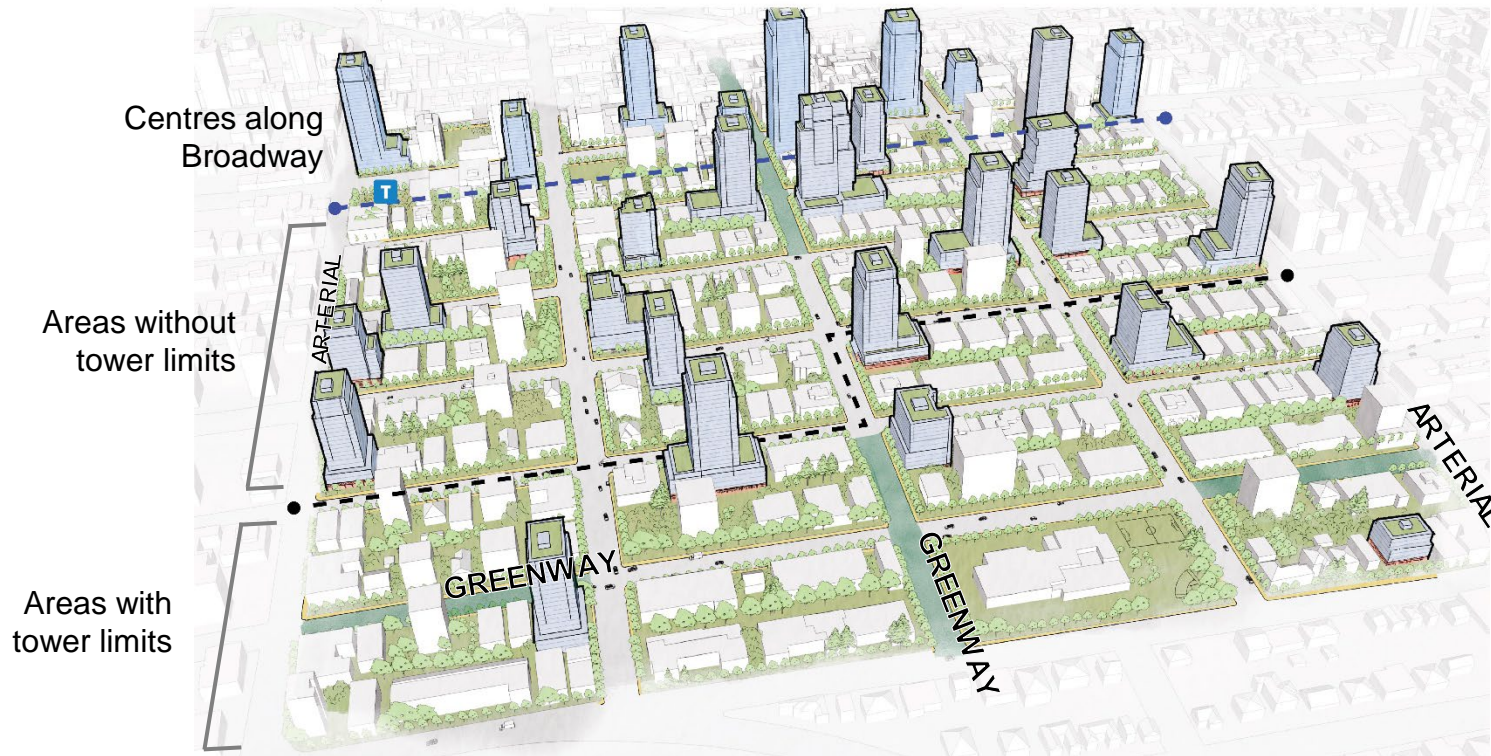 Centres along
Broadway
T
Areas without
tower limits
ARTERIAL
ARTERIAL
Areas with
tower limits
GREENWAY
GREENWAY